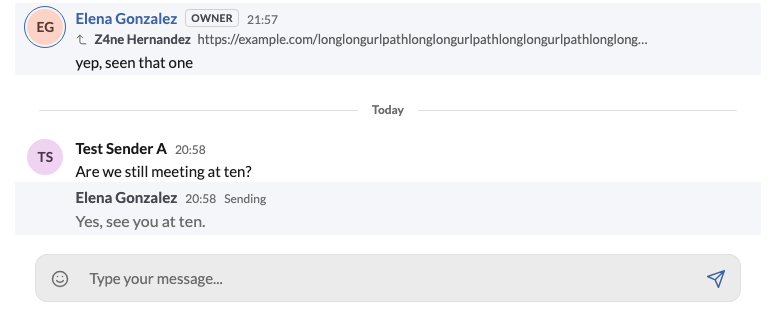 EG Elena Gonzalez OWNER 21:57
Z4ne Hernandez https://example.com/longlongurlpathlonglongurlpathlonglongurlpathlonglong...
yep, seen that one
Today
TS Test Sender A 20:58
Are we still meeting at ten?
Elena Gonzalez 20:58 Sending
Yes, see you at ten.
Type your message...